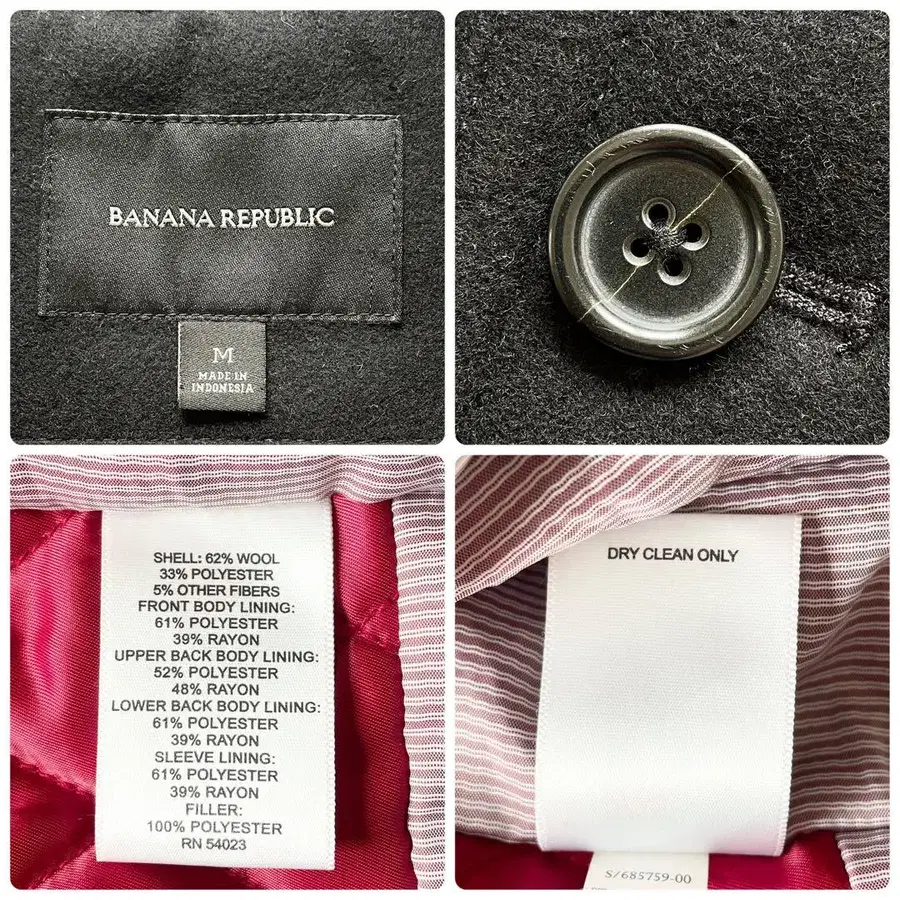 BANANA REPUBLIC
M
MADE IN
INDONESIA
SHELL: 62% WOOL
33% POLYESTER
5% OTHER FIBERS
FRONT BODY LINING:
61% POLYESTER
39% RAYON
UPPER BACK BODY LINING:
52% POLYESTER
48% RAYON
LOWER BACK BODY LINING:
61% POLYESTER
39% RAYON
SLEEVE LINING:
61% POLYESTER
39% RAYON
FILLER:
100% POLYESTER
RN 54023
DRY CLEAN ONLY
S/685759-00